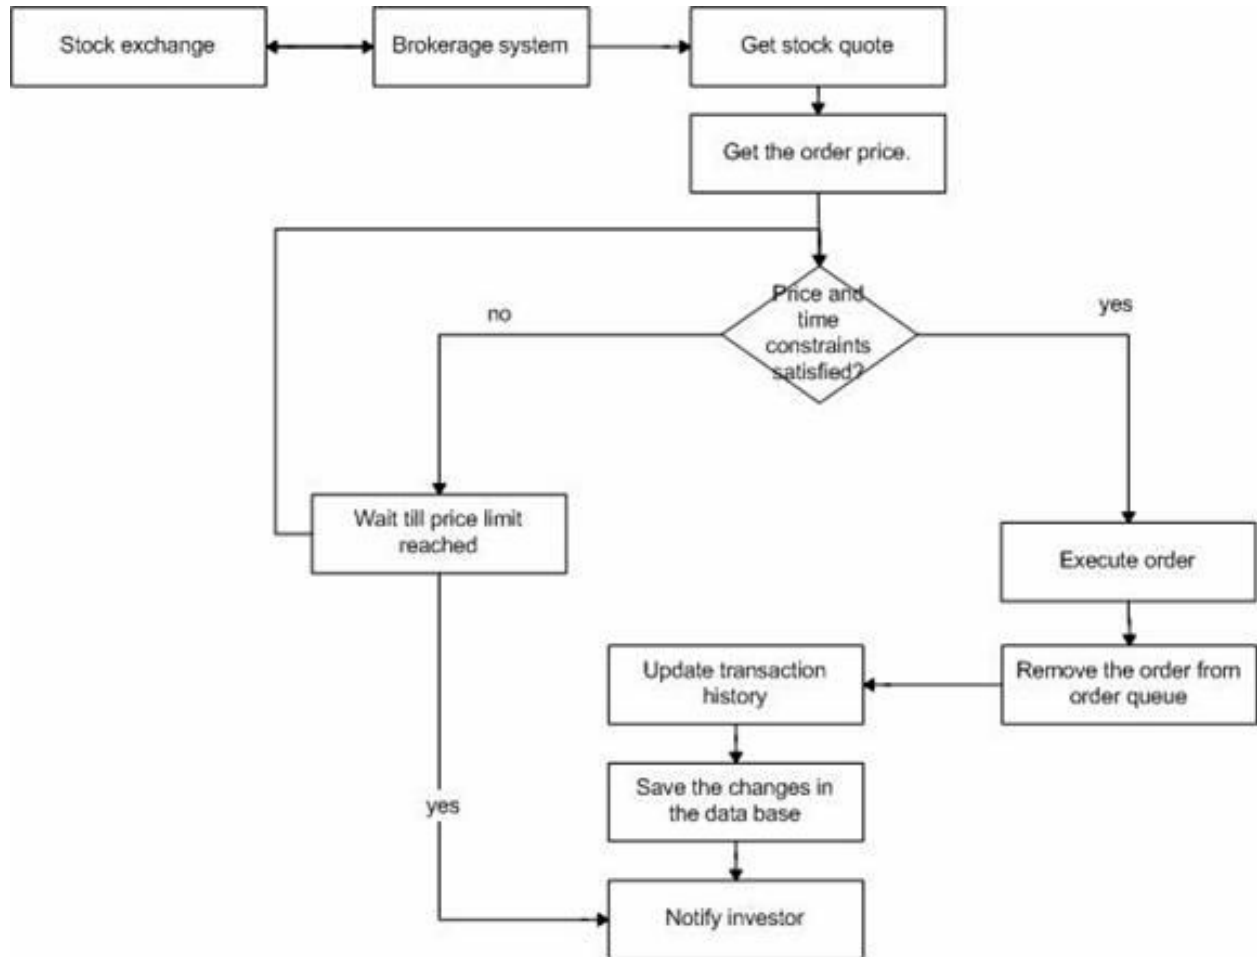 Stock exchange
Brokerage system
Get stock quote
Get the order price.
Price and
time
constraints
satisfied?
no
yes
Wait till price limit
reached
Execute order
Update transaction
history
Remove the order from
order queue
Save the changes in
the data base
yes
Notify investor